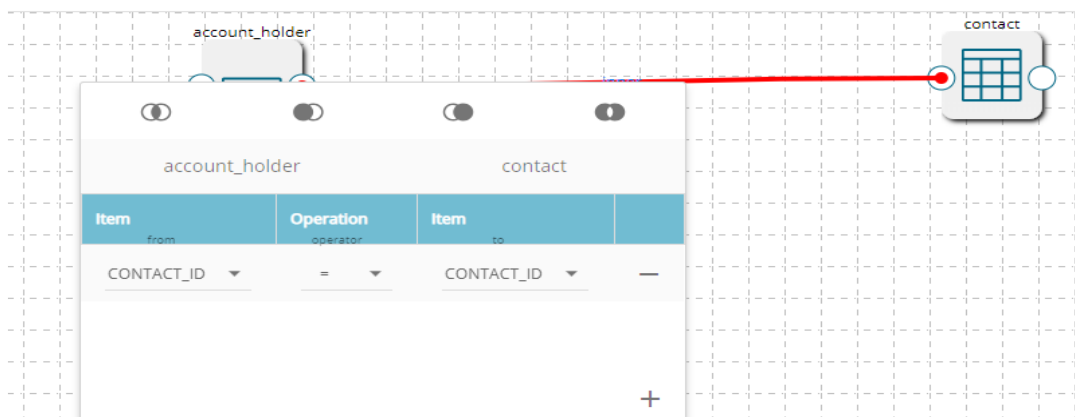 account_holder
contact
account_holder contact
Item Operation Item
from operator to
CONTACT_ID = CONTACT_ID